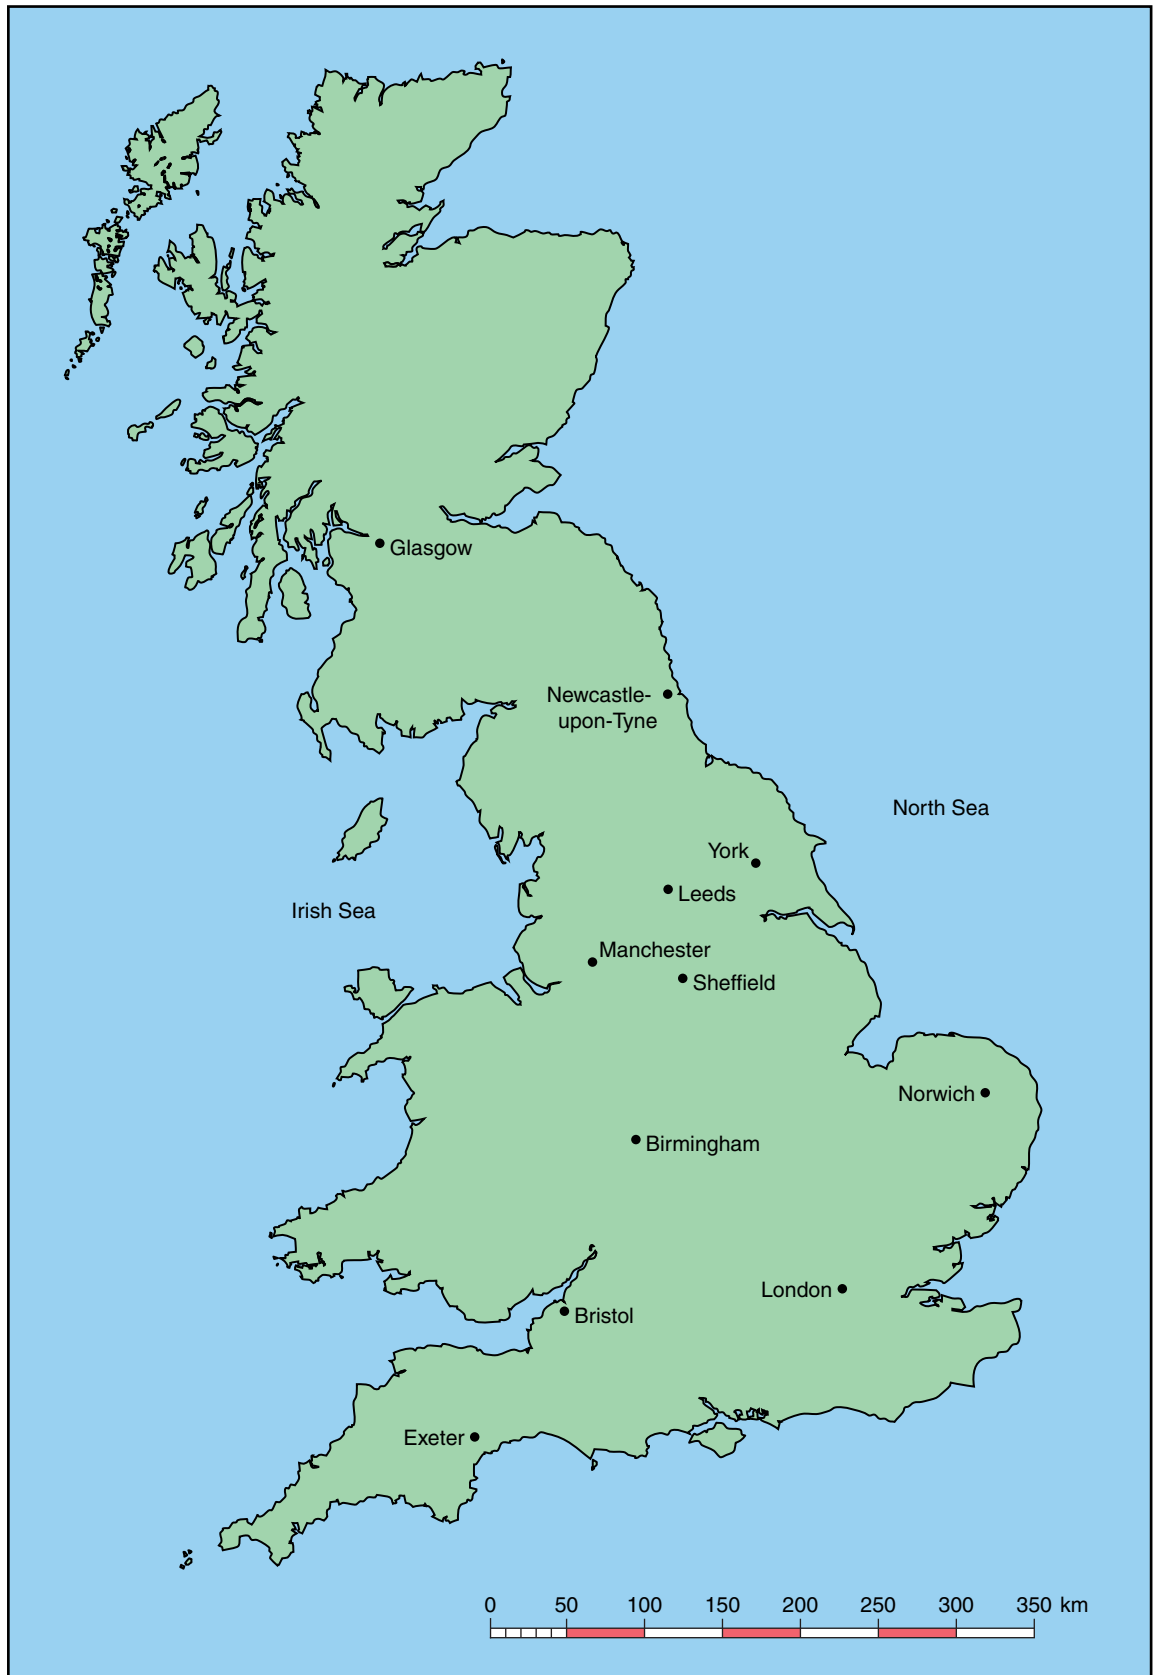 Glasgow
Newcastle-
upon-Tyne
North Sea
York
Leeds
Irish Sea
Manchester
Sheffield
Norwich
Birmingham
London
Bristol
Exeter
0 50 100 150 200 250 300 350 km